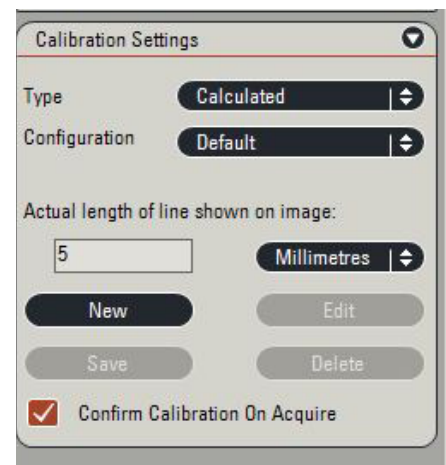 Calibration Settings
Type Calculated
Configuration Default
Actual length of line shown on image:
5 Millimetres
New Edit
Save Delete
Confirm Calibration On Acquire